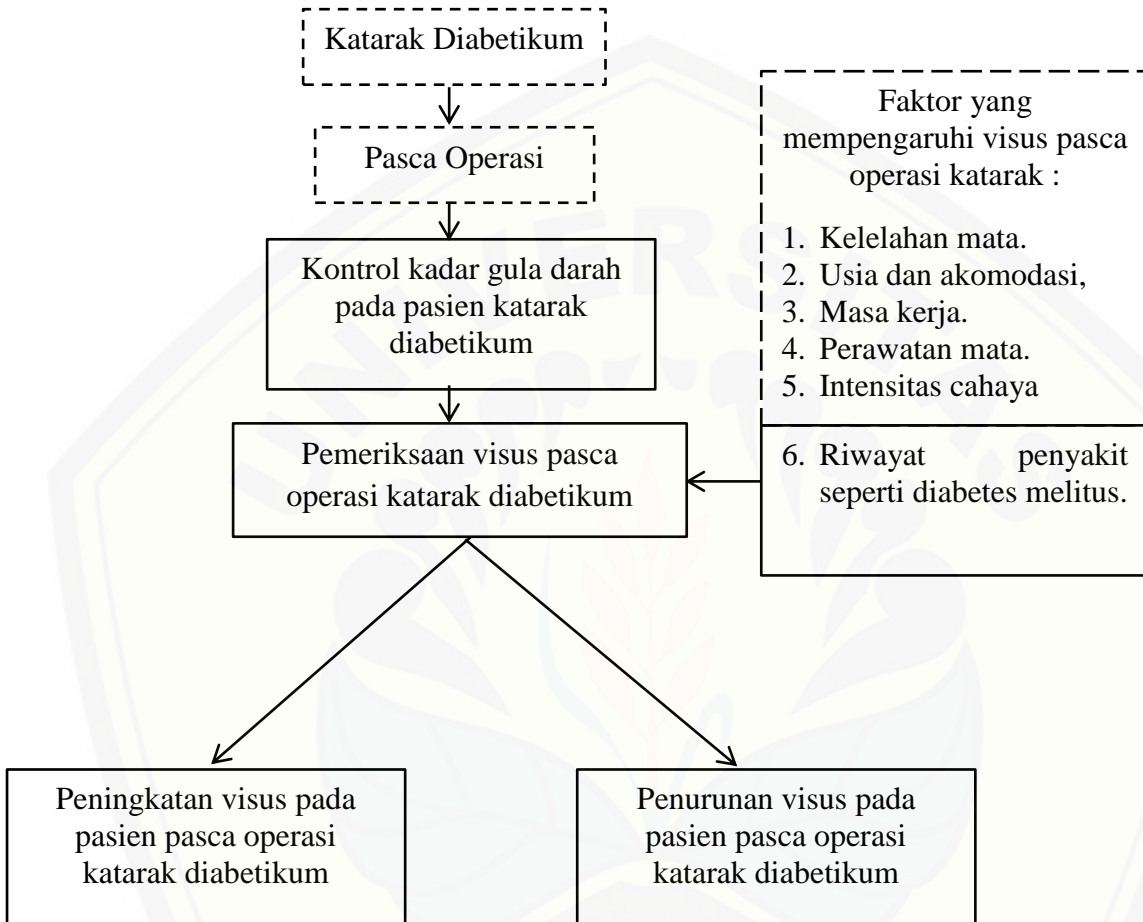 Katarak Diabetikum
Pasca Operasi
Kontrol kadar gula darah
pada pasien katarak
diabetikum
Pemeriksaan visus pasca
operasi katarak diabetikum
Faktor yang
mempengaruhi visus pasca
operasi katarak :
1. Kelelahan mata.
2. Usia dan akomodasi,
3. Masa kerja.
4. Perawatan mata.
5. Intensitas cahaya
6. Riwayat penyakit
seperti diabetes melitus.
Peningkatan visus pada
pasien pasca operasi
katarak diabetikum
Penurunan visus pada
pasien pasca operasi
katarak diabetikum
UNIVERSITAS